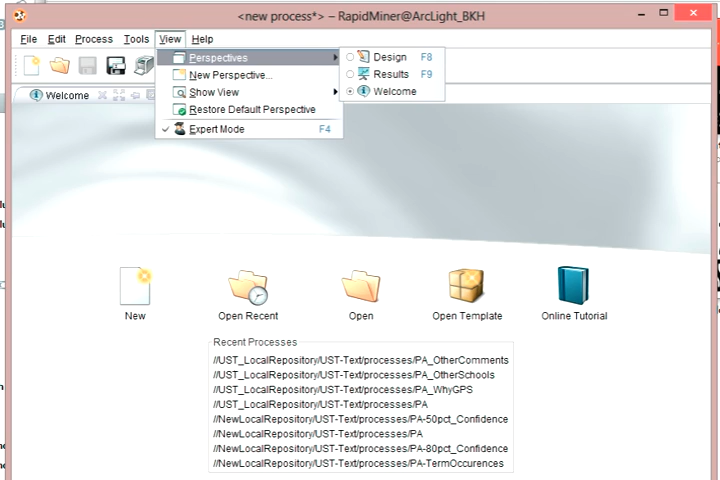 <new process*> – RapidMiner@ArcLight_BKH
File Edit Process Tools View Help
Perspectives
New Perspective...
Show View
Restore Default Perspective
Expert Mode F4
Design F8
Results F9
Welcome
Welcome
New
Open Recent
Open
Open Template
Online Tutorial
Recent Processes
//UST_LocalRepository/UST-Text/processes/PA_OtherComments
//UST_LocalRepository/UST-Text/processes/PA_OtherSchools
//UST_LocalRepository/UST-Text/processes/PA_WhyGPS
//UST_LocalRepository/UST-Text/processes/PA
//NewLocalRepository/UST-Text/processes/PA-50pct_Confidence
//NewLocalRepository/UST-Text/processes/PA
//NewLocalRepository/UST-Text/processes/PA-80pct_Confidence
//NewLocalRepository/UST-Text/processes/PA-TermOccurences